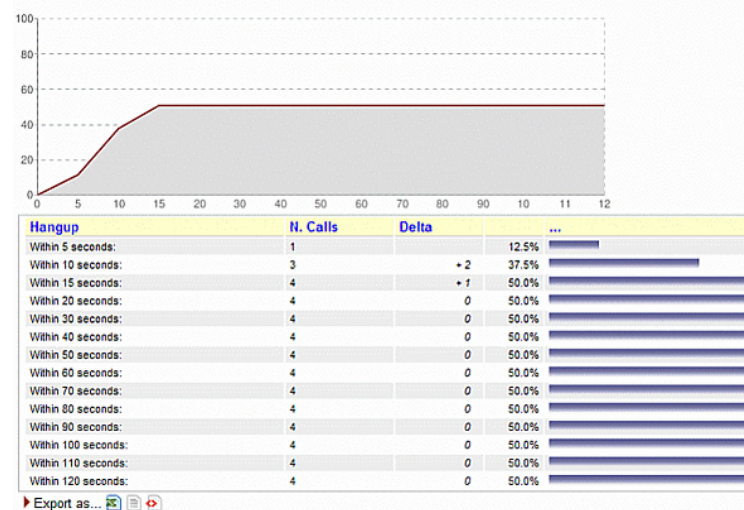 100
80
60
40
20
0
0 5 10 15 20 30 40 50 60 70 80 90 10 11 12
Hangup N. Calls Delta ...
Within 5 seconds: 1 12.5%
Within 10 seconds: 3 + 2 37.5%
Within 15 seconds: 4 + 1 50.0%
Within 20 seconds: 4 0 50.0%
Within 30 seconds: 4 0 50.0%
Within 40 seconds: 4 0 50.0%
Within 50 seconds: 4 0 50.0%
Within 60 seconds: 4 0 50.0%
Within 70 seconds: 4 0 50.0%
Within 80 seconds: 4 0 50.0%
Within 90 seconds: 4 0 50.0%
Within 100 seconds: 4 0 50.0%
Within 110 seconds: 4 0 50.0%
Within 120 seconds: 4 0 50.0%
Export as...